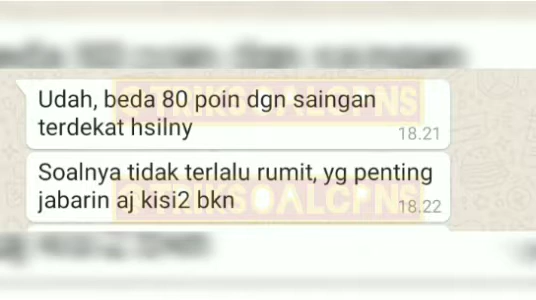 Udah, beda 80 poin dgn saingan
terdekat hsilny
18.21
Soalnya tidak terlalu rumit, yg penting
jabarin aj kisi2 bkn
18.22